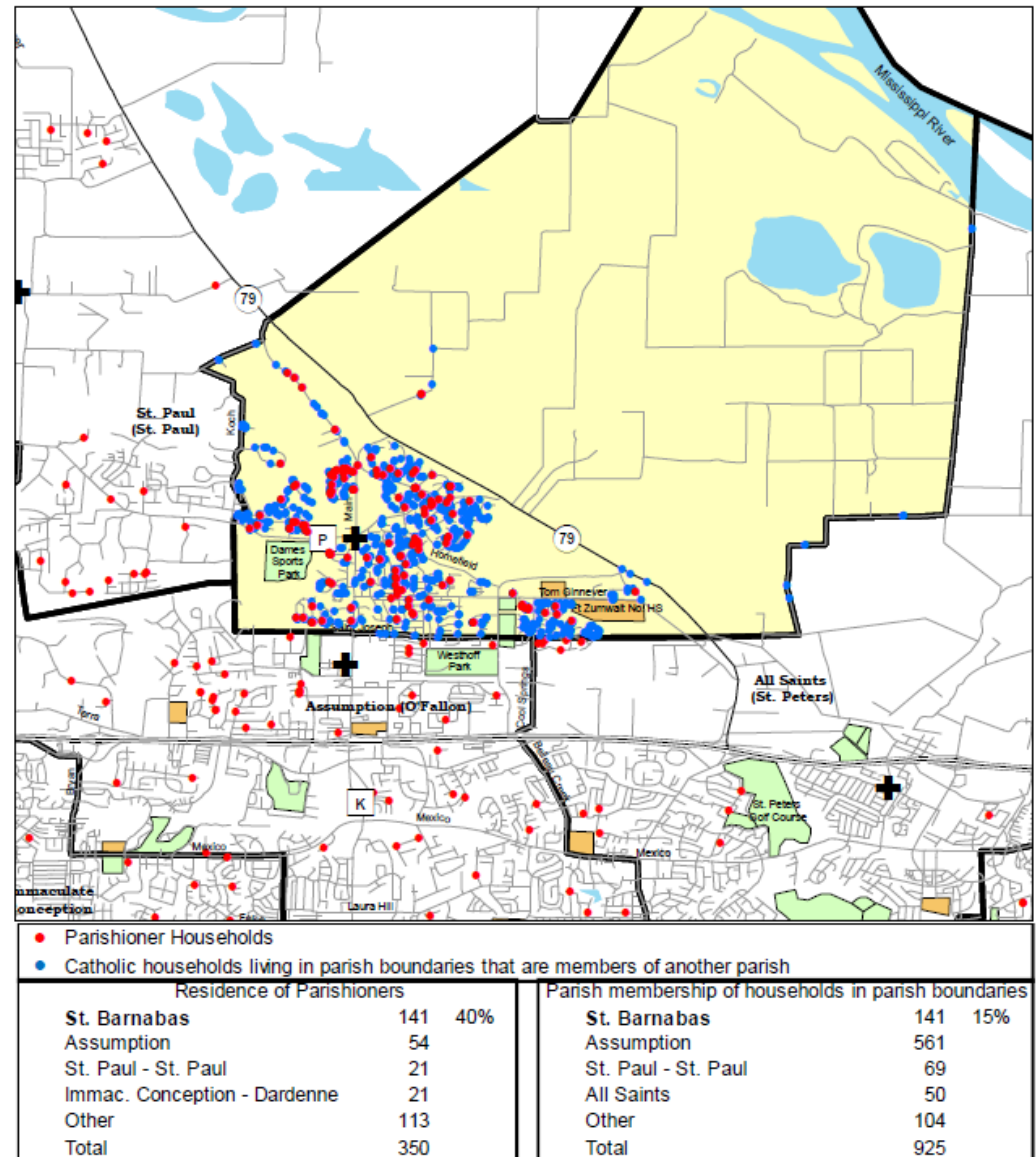 Mississippi River
79
St. Paul
(St. Paul)
Koch
Main
P
Homefield
79
Dames
Sports
Park
Tom Ginnever
Ft Zumwalt No! HS
Westhoff
Park
All Saints
(St. Peters)
Cool Springs
Assumption (O'Fallon)
Terra
Bryan
K
Mexico
St. Peters
Golf Course
Mexico
Mexico
Immaculate
Conception
Laura Hill
Parishioner Households
Catholic households living in parish boundaries that are members of another parish
Residence of Parishioners
St. Barnabas 141 40%
Assumption 54
St. Paul - St. Paul 21
Immac. Conception - Dardenne 21
Other 113
Total 350
Parish membership of households in parish boundaries
St. Barnabas 141 15%
Assumption 561
St. Paul - St. Paul 69
All Saints 50
Other 104
Total 925